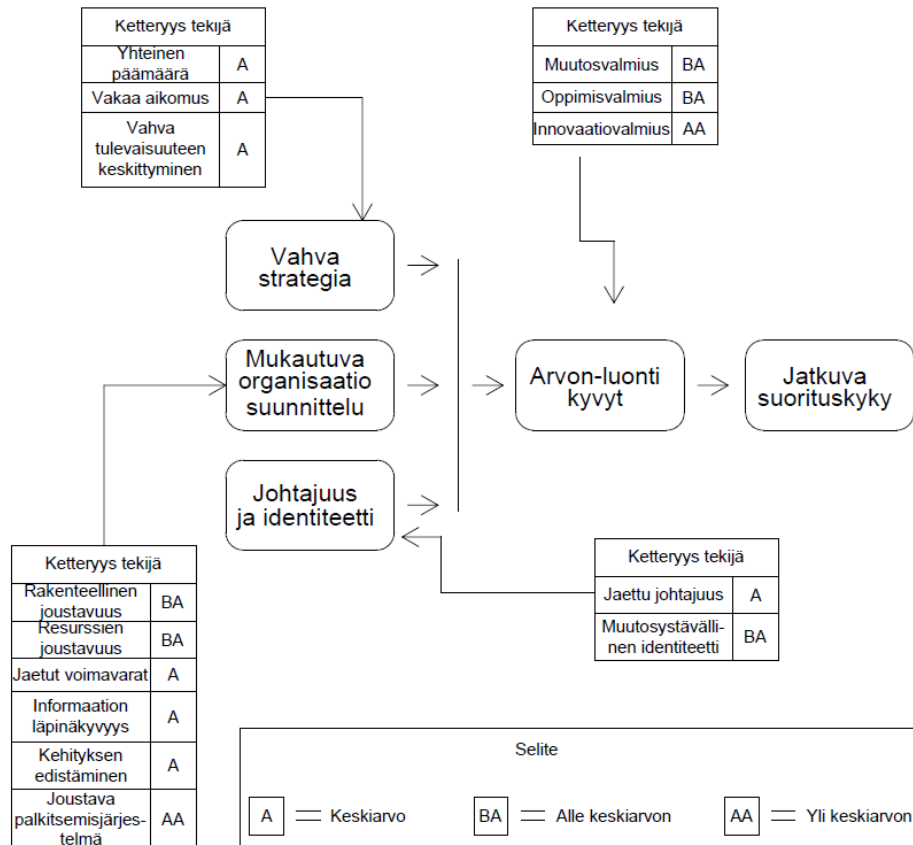 Ketteryys tekijä
Yhteinen
päämäärä
A
Vakaa aikomus
A
Vahva
tulevaisuuteen
keskittyminen
A
Ketteryys tekijä
Muutosvalmius
BA
Oppimisvalmius
BA
Innovaatiovalmius
AA
Vahva
strategia
Mukautuva
organisaatio
suunnittelu
Johtajuus
ja identiteetti
Arvon-luonti
kyvyt
Jatkuva
suorituskyky
Ketteryys tekijä
Rakenteellinen
joustavuus
BA
Resurssien
joustavuus
BA
Jaetut voimavarat
A
Informaation
läpinäkyvyys
A
Kehityksen
edistäminen
A
Joustava
palkitsemisjärjes-
telmä
AA
Ketteryys tekijä
Jaettu johtajuus
A
Muutosystävälli-
nen identiteetti
BA
Selite
A
Keskiarvo
BA
Alle keskiarvon
AA
Yli keskiarvon